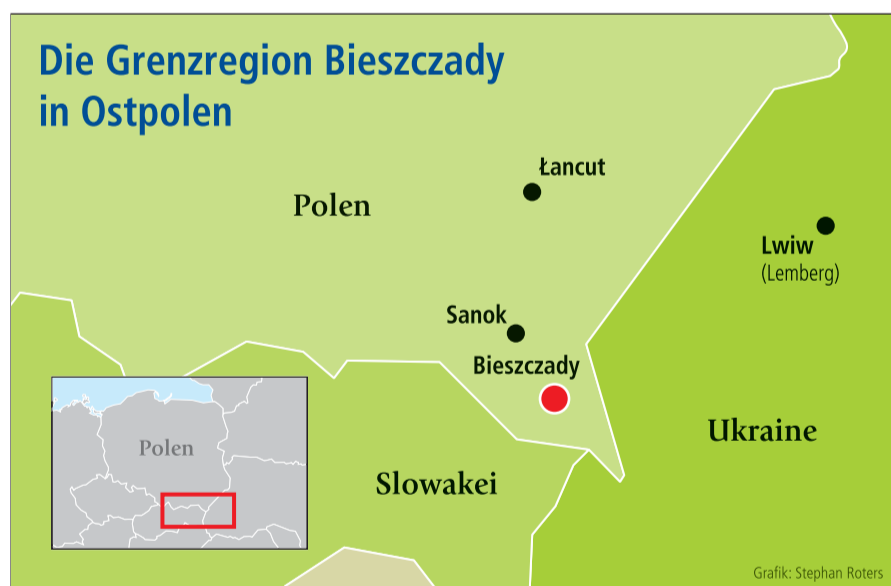 Die Grenzregion Bieszczady
in Ostpolen
Łancut
Polen
Lwiw
(Lemberg)
Sanok
Bieszczady
Ukraine
Polen
Slowakei
Grafik: Stephan Roters